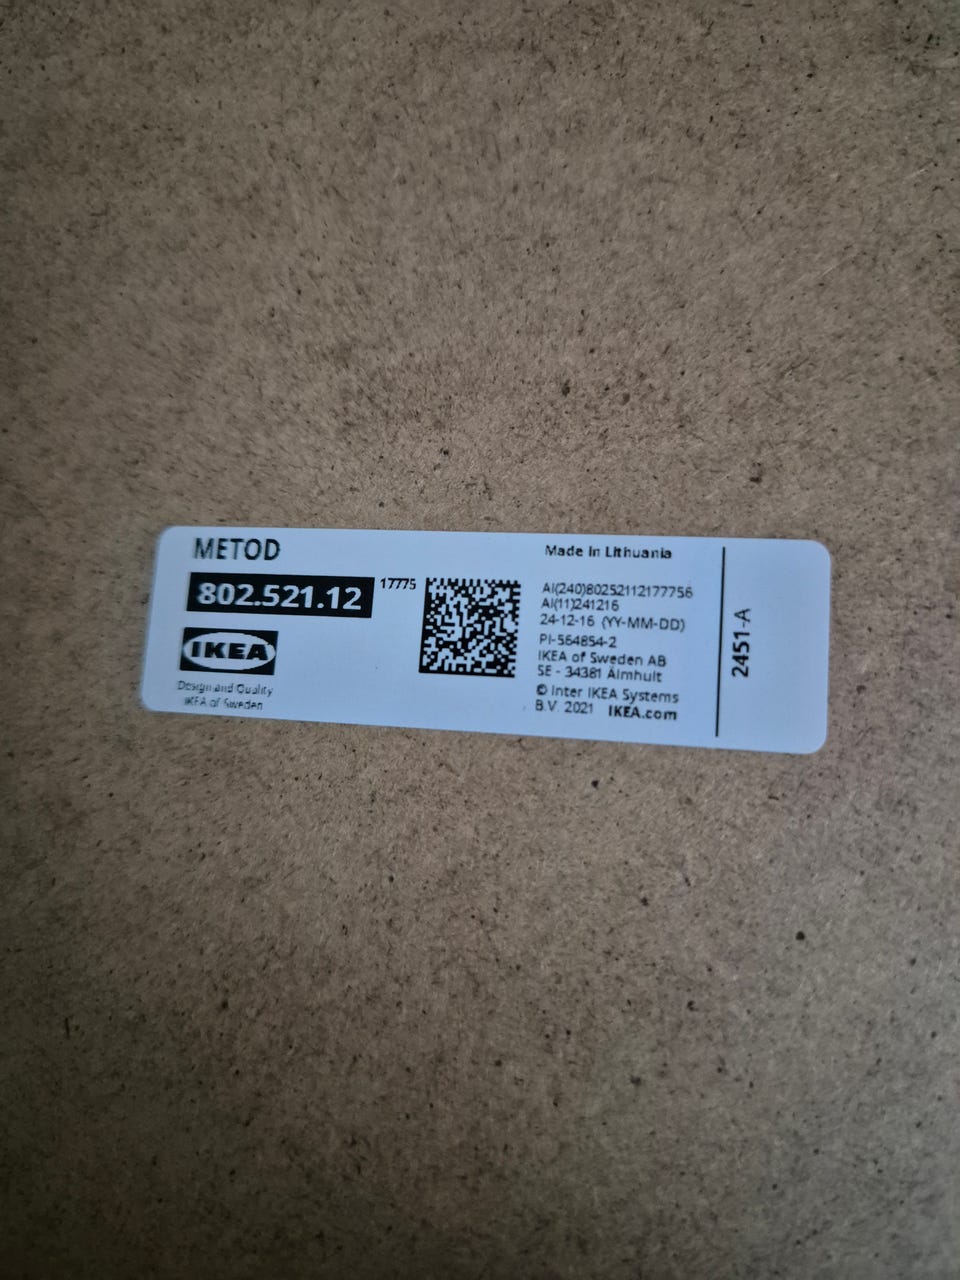 METOD
802.521.12
17775
IKEA
Design and Quality
IKEA of Sweden
Made in Lithuania
AI(240)80252112177756
AI(11)241216
24-12-16 (YY-MM-DD)
PI-564854-2
IKEA of Sweden AB
SE - 34381 Älmhult
© Inter IKEA Systems
B.V. 2021 IKEA.com
2451-A